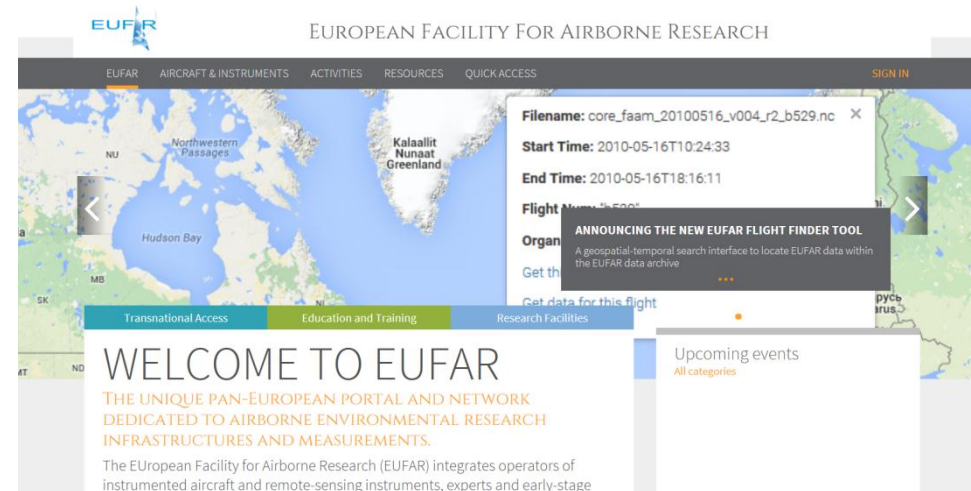 EUFAR
EUROPEAN FACILITY FOR AIRBORNE RESEARCH
EUFAR AIRCRAFT & INSTRUMENTS ACTIVITIES RESOURCES QUICK ACCESS SIGN IN
Northwestern
Passages
NU
Kalaallit
Nunaat
Greenland
Hudson Bay
MB
SK
NL
ND
MT
Filename: core_faam_20100516_v004_r2_b529.nc ×
Start Time: 2010-05-16T10:24:33
End Time: 2010-05-16T18:16:11
Flight Num: "b529"
Organ
Get th
Get data for this flight
ANNOUNCING THE NEW EUFAR FLIGHT FINDER TOOL
A geospatial-temporal search interface to locate EUFAR data within
the EUFAR data archive
Transnational Access Education and Training Research Facilities
WELCOME TO EUFAR
THE UNIQUE PAN-EUROPEAN PORTAL AND NETWORK
DEDICATED TO AIRBORNE ENVIRONMENTAL RESEARCH
INFRASTRUCTURES AND MEASUREMENTS.
The EUropean Facility for Airborne Research (EUFAR) integrates operators of
instrumented aircraft and remote-sensing instruments, experts and early-stage
Upcoming events
All categories